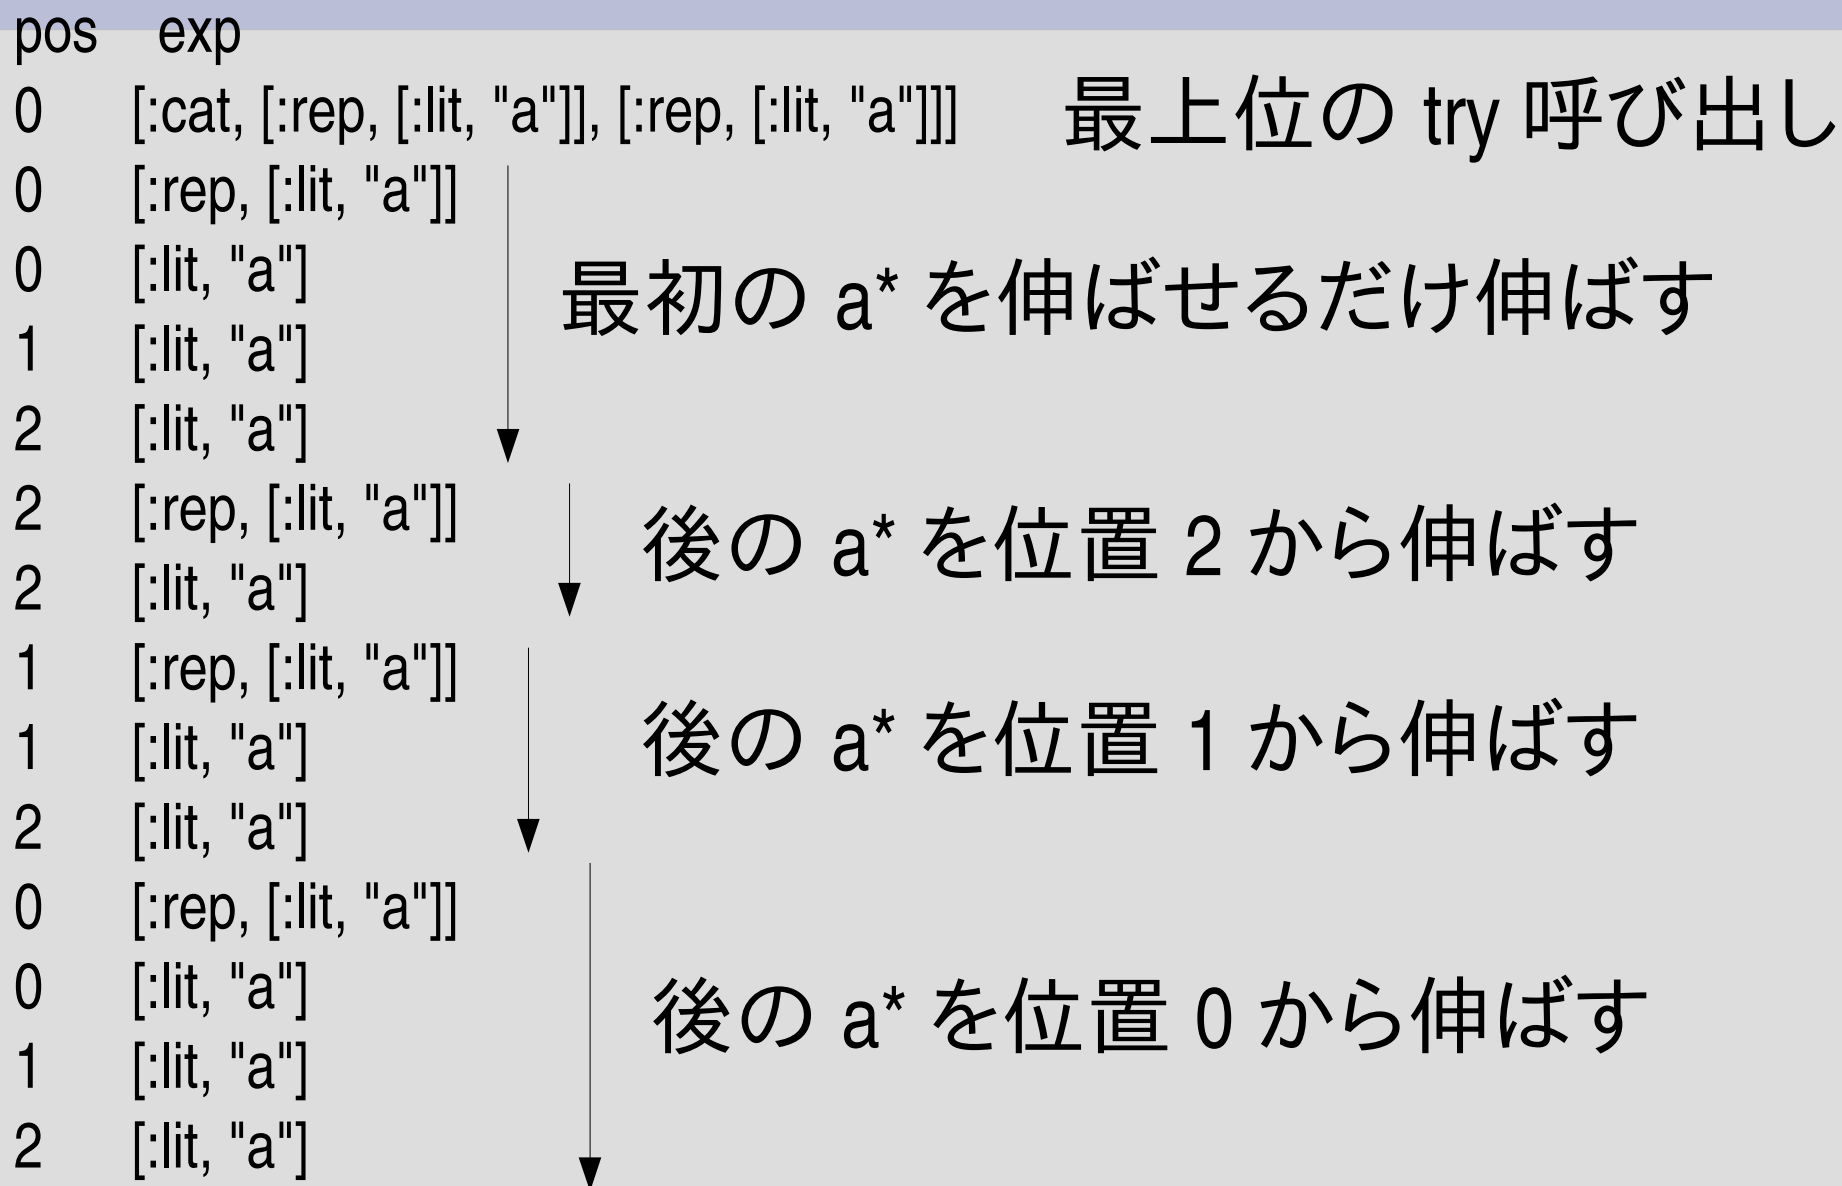 pos exp
0 [:cat, [:rep, [:lit, "a"]], [:rep, [:lit, "a"]]] 最上位の try 呼び出し
0 [:rep, [:lit, "a"]]
0 [:lit, "a"]
最初の a* を伸ばせるだけ伸ばす
1 [:lit, "a"]
2 [:lit, "a"]
2 [:rep, [:lit, "a"]]
後の a* を位置 2 から伸ばす
2 [:lit, "a"]
1 [:rep, [:lit, "a"]]
1 [:lit, "a"]
後の a* を位置 1 から伸ばす
2 [:lit, "a"]
0 [:rep, [:lit, "a"]]
0 [:lit, "a"]
後の a* を位置 0 から伸ばす
1 [:lit, "a"]
2 [:lit, "a"]